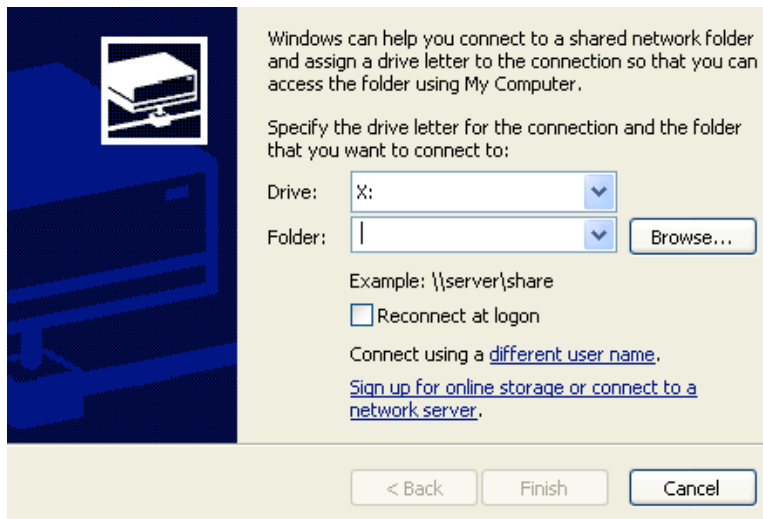 Windows can help you connect to a shared network folder
and assign a drive letter to the connection so that you can
access the folder using My Computer.
Specify the drive letter for the connection and the folder
that you want to connect to:
Drive: X:
Folder: Browse...
Example: \\server\share
Reconnect at logon
Connect using a different user name.
Sign up for online storage or connect to a
network server.
< Back Finish Cancel